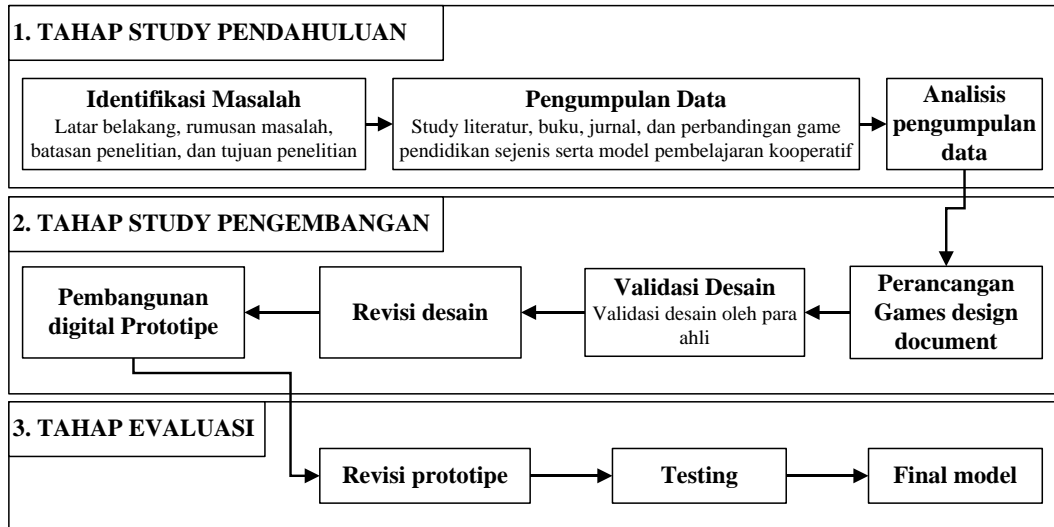 1. TAHAP STUDY PENDAHULUAN
Identifikasi Masalah
Latar belakang, rumusan masalah,
batasan penelitian, dan tujuan penelitian
Pengumpulan Data
Study literatur, buku, jurnal, dan perbandingan game
pendidikan sejenis serta model pembelajaran kooperatif
Analisis
pengumpulan
data
2. TAHAP STUDY PENGEMBANGAN
Perancangan
Games design
document
Validasi Desain
Validasi desain oleh para
ahli
Revisi desain
Pembangunan
digital Prototipe
3. TAHAP EVALUASI
Revisi prototipe
Testing
Final model